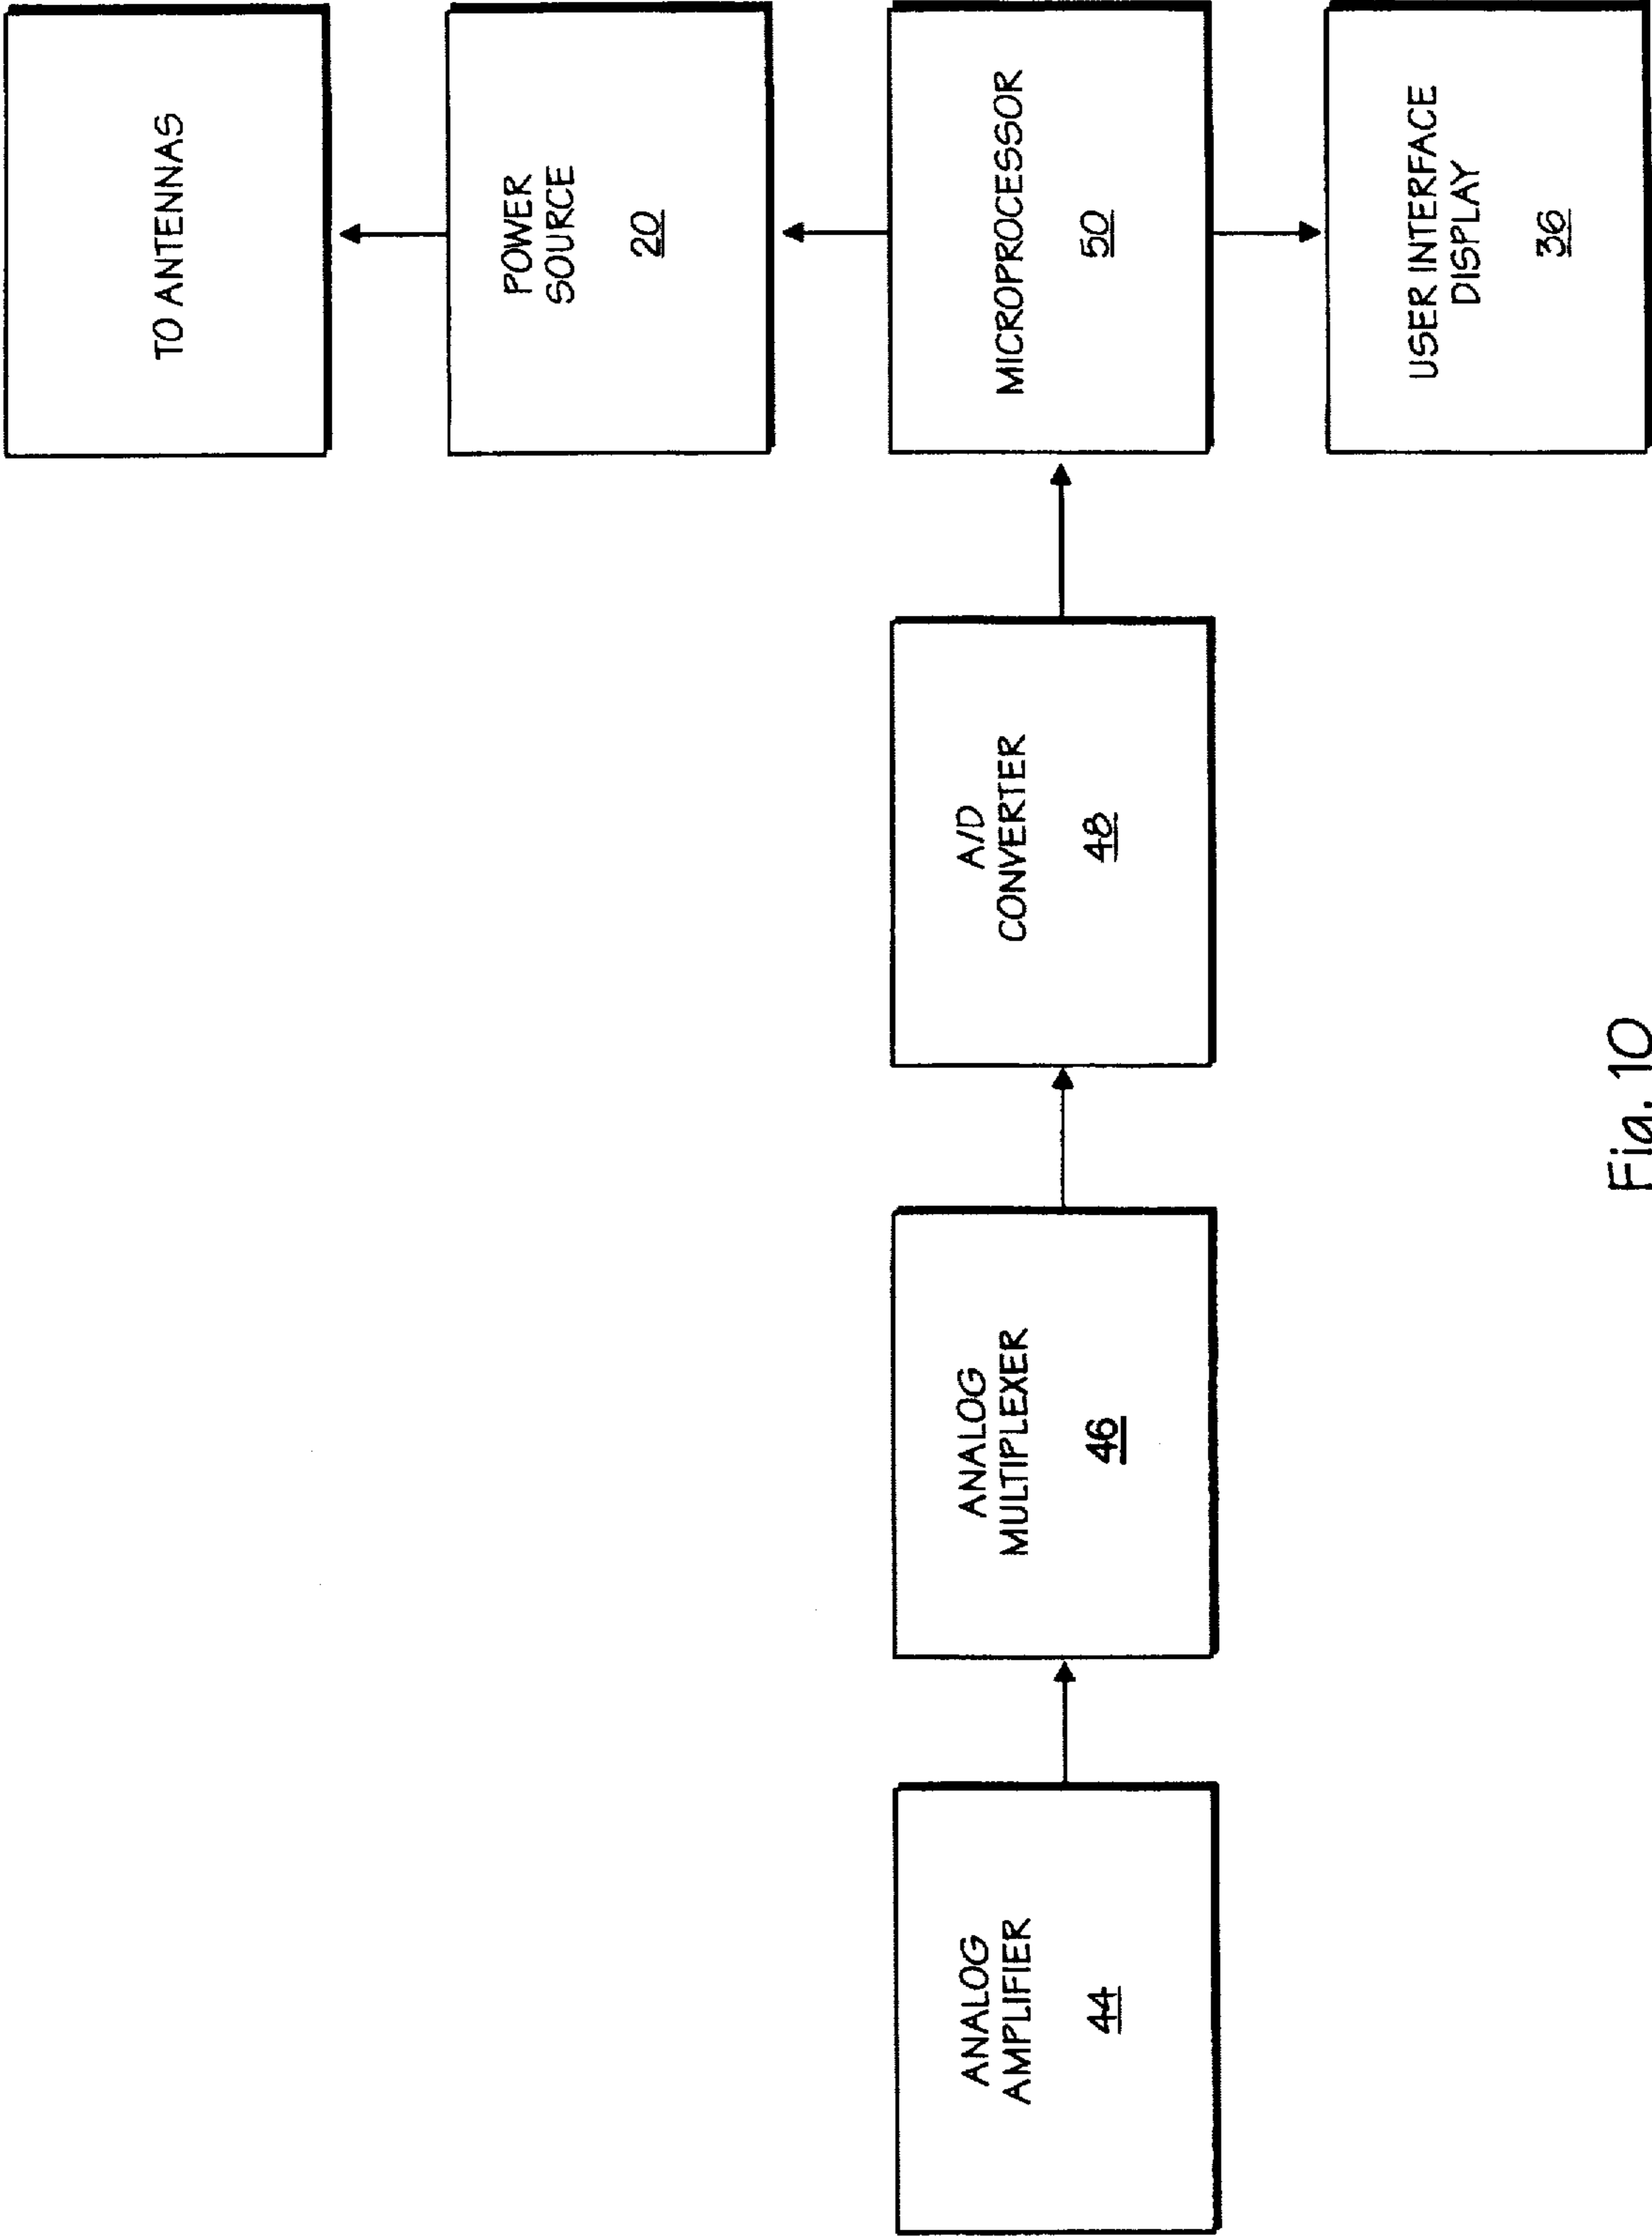 ANALOG
AMPLIFIER
44
ANALOG
MULTIPLEXER
46
A/D
CONVERTER
48
TO ANTENNAS
POWER
SOURCE
20
MICROPROCESSOR
50
USER INTERFACE
DISPLAY
36
Fig. 10